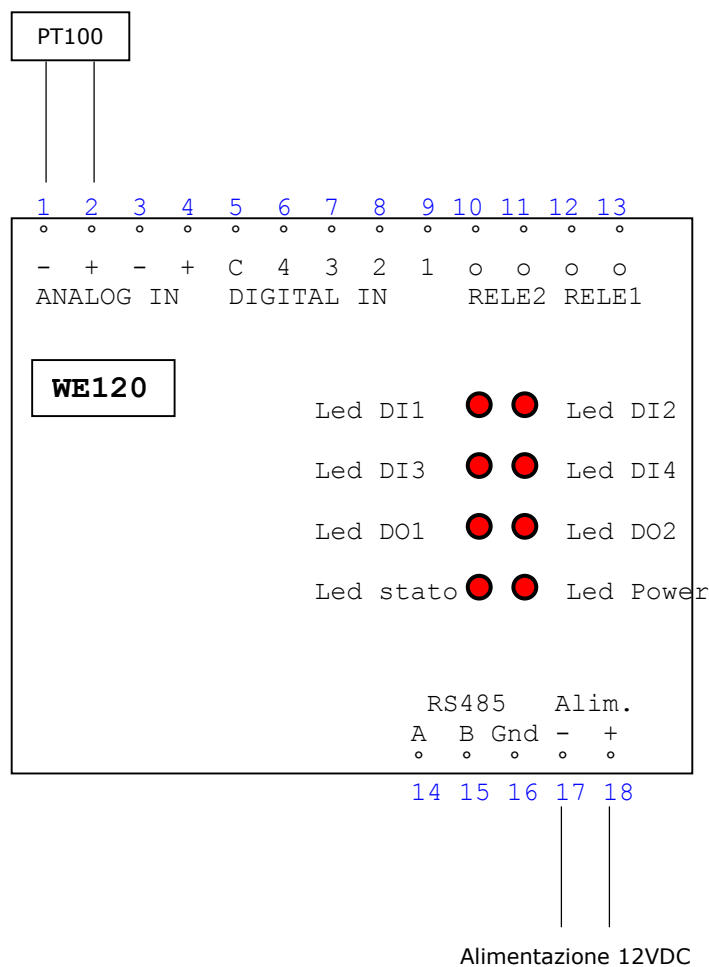 PT100
1 2 3 4 5 6 7 8 9 10 11 12 13
- + - + C 4 3 2 1 o o o o
ANALOG IN DIGITAL IN RELE2 RELE1
WE120
Led DI1 Led DI2
Led DI3 Led DI4
Led DO1 Led DO2
Led stato Led Power
RS485 Alim.
A B Gnd - +
14 15 16 17 18
Alimentazione 12VDC